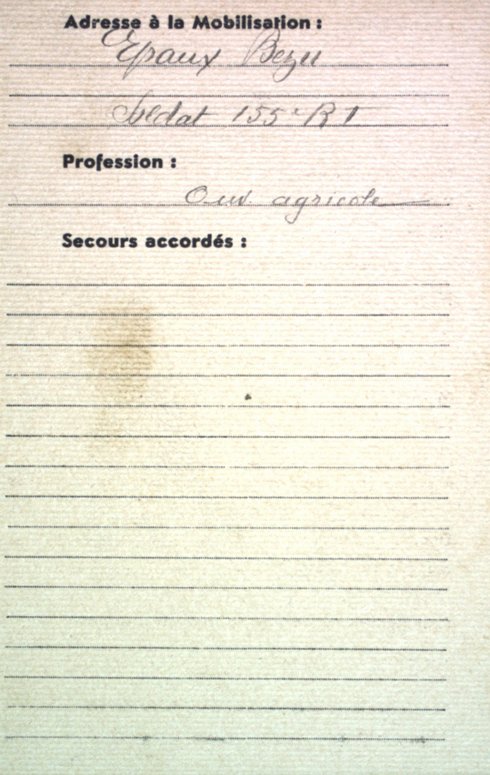 Adresse à la Mobilisation :
Epaux Bezu
Soldat 155e R I
Profession :
Ouv agricole
Secours accordés :